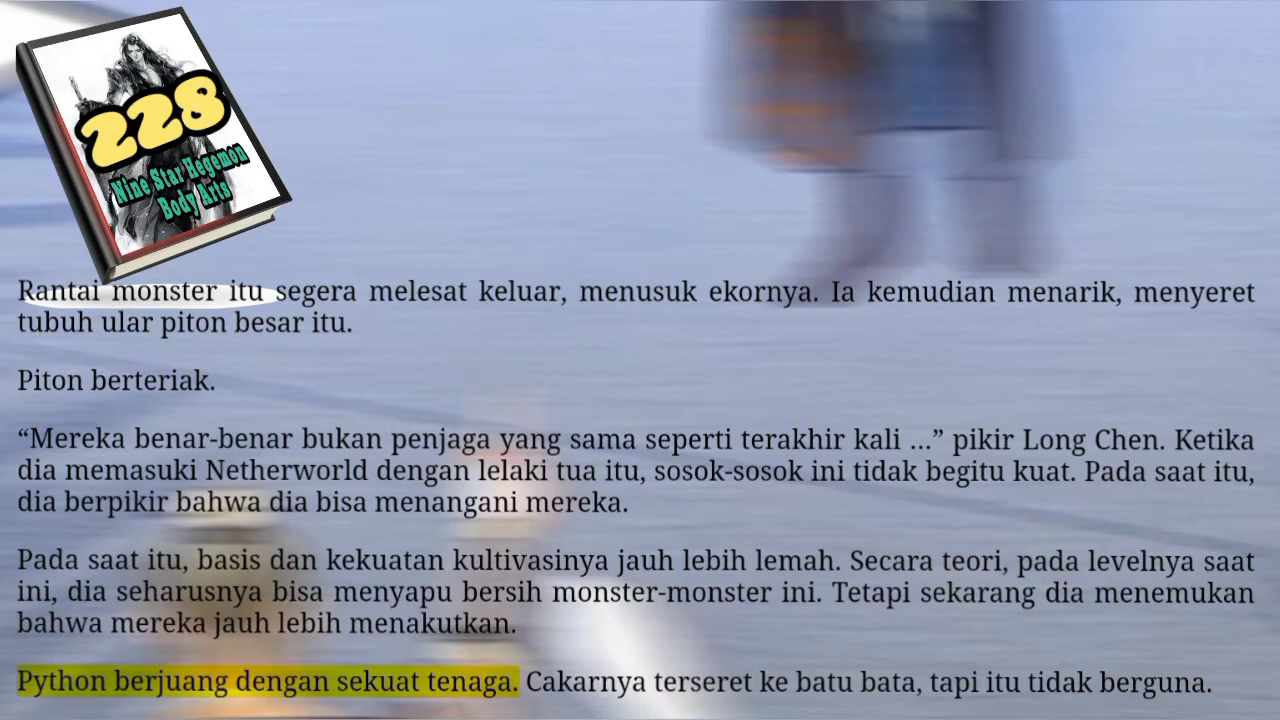 228
Nine Star Hegemon
Body Arts
Rantai monster itu segera melesat keluar, menusuk ekornya. Ia kemudian menarik, menyeret
tubuh ular piton besar itu.
Piton berteriak.
“Mereka benar-benar bukan penjaga yang sama seperti terakhir kali ...” pikir Long Chen. Ketika
dia memasuki Netherworld dengan lelaki tua itu, sosok-sosok ini tidak begitu kuat. Pada saat itu,
dia berpikir bahwa dia bisa menangani mereka.
Pada saat itu, basis dan kekuatan kultivasinya jauh lebih lemah. Secara teori, pada levelnya saat
ini, dia seharusnya bisa menyapu bersih monster-monster ini. Tetapi sekarang dia menemukan
bahwa mereka jauh lebih menakutkan.
Python berjuang dengan sekuat tenaga. Cakarnya terseret ke batu bata, tapi itu tidak berguna.